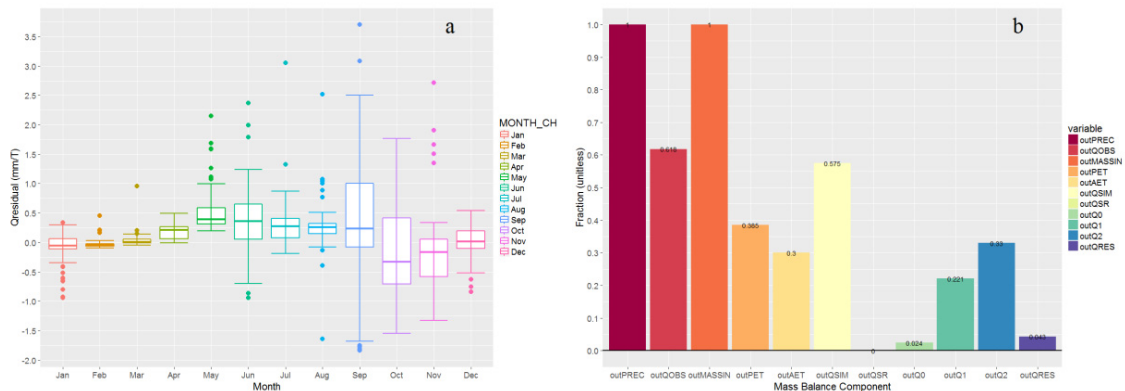 a
3.5
3.0
2.5
2.0
1.5
1.0
0.5
0.0
-0.5
-1.0
-1.5
-2.0
Qresidual (mm/T)
Jan Feb Mar Apr May Jun Jul Aug Sep Oct Nov Dec
Month
MONTH_CH
Jan
Feb
Mar
Apr
May
Jun
Jul
Aug
Sep
Oct
Nov
Dec
b
1.0
0.9
0.8
0.7
0.6
0.5
0.4
0.3
0.2
0.1
0.0
Fraction (unitless)
1
0.618
1
0.385
0.3
0.575
0
0.024
0.221
0.33
0.043
outPREC outQOBS outMASSIN outPET outAET outQSIM outQSR outQ0 outQ1 outQ2 outQRES
Mass Balance Component
variable
outPREC
outQOBS
outMASSIN
outPET
outAET
outQSIM
outQSR
outQ0
outQ1
outQ2
outQRES